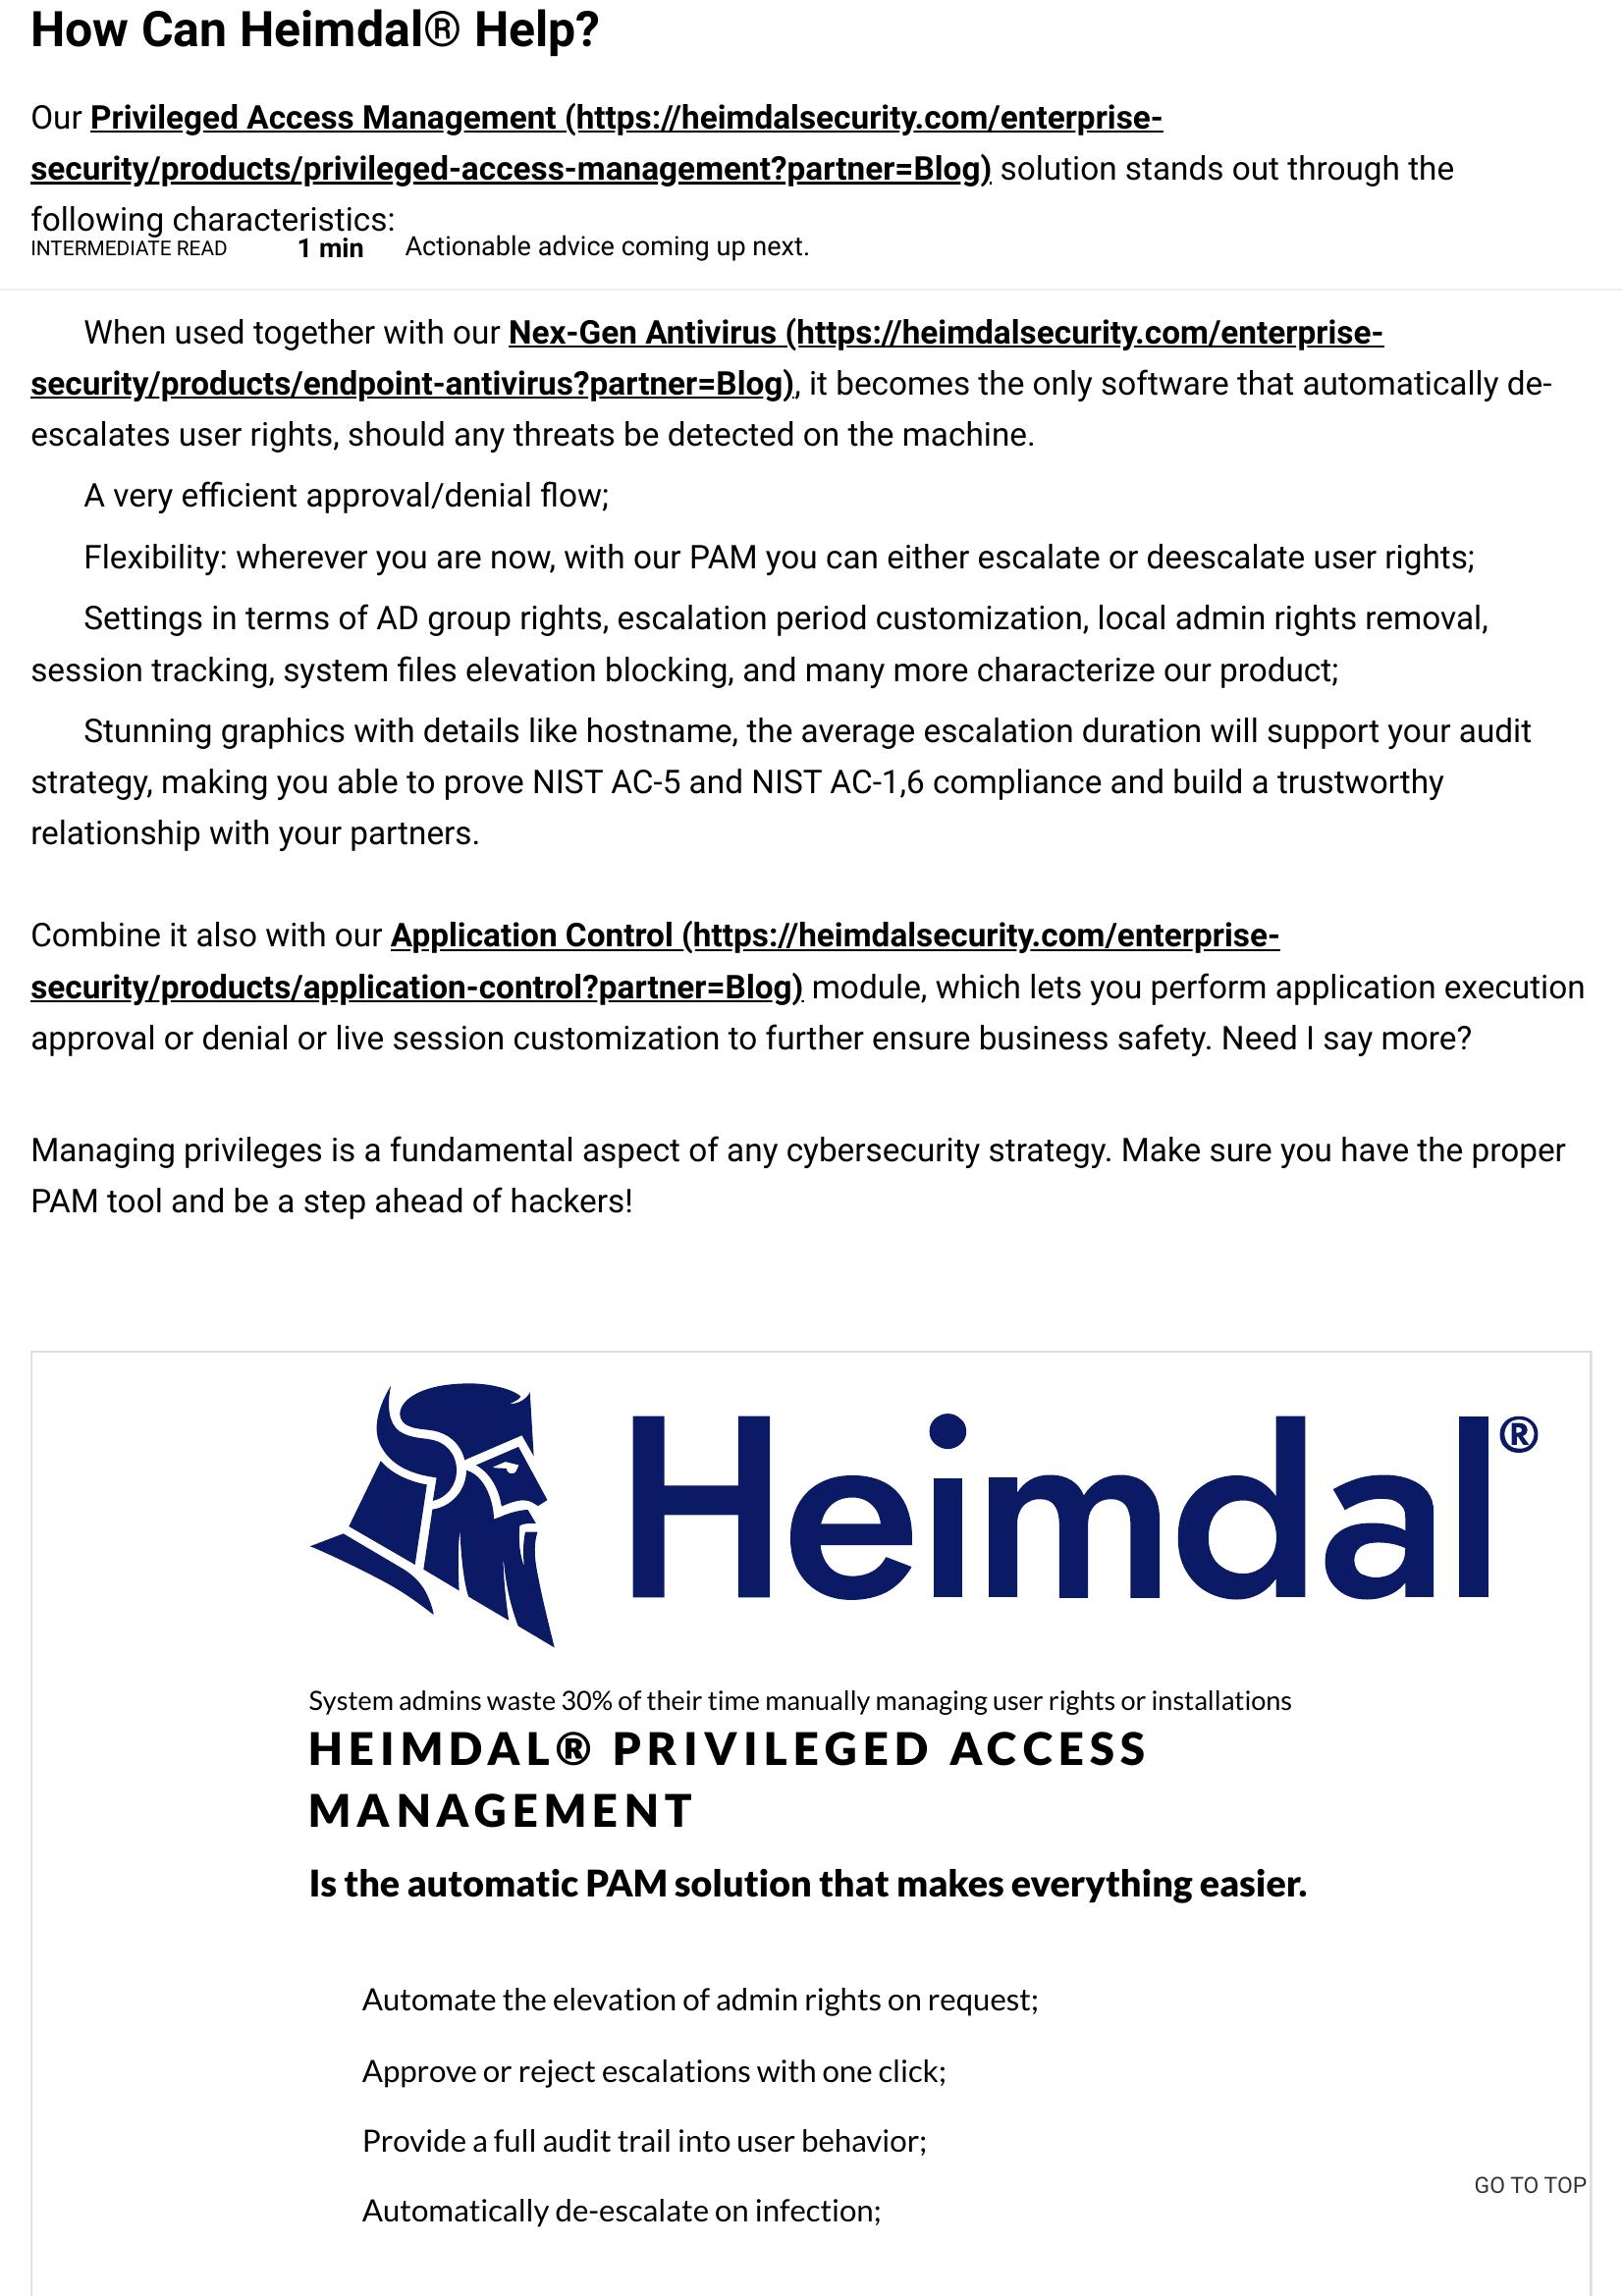 How Can Heimdal® Help?
Our Privileged Access Management (https://heimdalsecurity.com/enterprise-
security/products/privileged-access-management?partner=Blog) solution stands out through the
following characteristics:
INTERMEDIATE READ 1 min Actionable advice coming up next.
When used together with our Nex-Gen Antivirus (https://heimdalsecurity.com/enterprise-
security/products/endpoint-antivirus?partner=Blog), it becomes the only software that automatically de-
escalates user rights, should any threats be detected on the machine.
A very efficient approval/denial flow;
Flexibility: wherever you are now, with our PAM you can either escalate or deescalate user rights;
Settings in terms of AD group rights, escalation period customization, local admin rights removal,
session tracking, system files elevation blocking, and many more characterize our product;
Stunning graphics with details like hostname, the average escalation duration will support your audit
strategy, making you able to prove NIST AC-5 and NIST AC-1,6 compliance and build a trustworthy
relationship with your partners.
Combine it also with our Application Control (https://heimdalsecurity.com/enterprise-
security/products/application-control?partner=Blog) module, which lets you perform application execution
approval or denial or live session customization to further ensure business safety. Need I say more?
Managing privileges is a fundamental aspect of any cybersecurity strategy. Make sure you have the proper
PAM tool and be a step ahead of hackers!
Heimdal®
System admins waste 30% of their time manually managing user rights or installations
HEIMDAL® PRIVILEGED ACCESS
MANAGEMENT
Is the automatic PAM solution that makes everything easier.
Automate the elevation of admin rights on request;
Approve or reject escalations with one click;
Provide a full audit trail into user behavior;
GO TO TOP
Automatically de-escalate on infection;